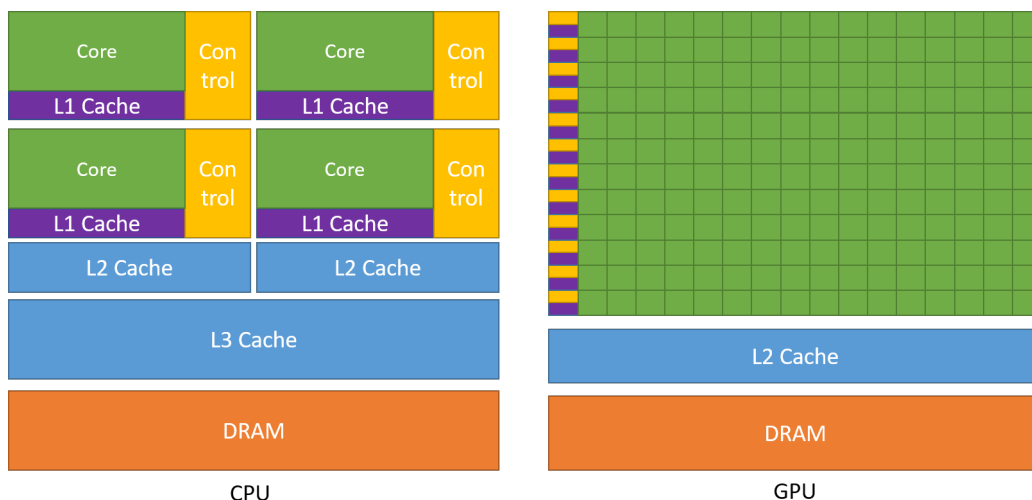 Core
Con
trol
L1 Cache
Core
Con
trol
L1 Cache
Core
Con
trol
L1 Cache
Core
Con
trol
L1 Cache
L2 Cache
L2 Cache
L3 Cache
DRAM
CPU
L2 Cache
DRAM
GPU